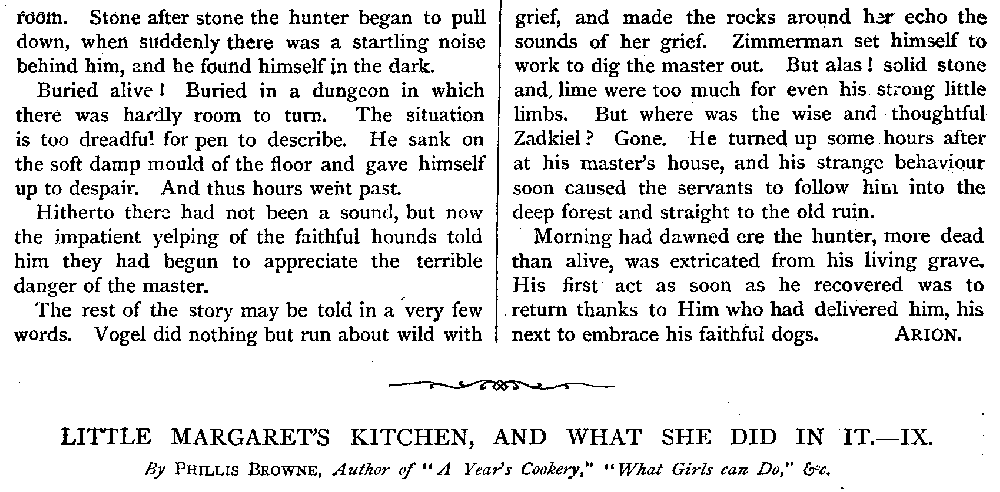 room. Stone after stone the hunter began to pull
down, when suddenly there was a startling noise
behind him, and he found himself in the dark.
Buried alive! Buried in a dungeon in which
there was hardly room to turn. The situation
is too dreadful for pen to describe. He sank on
the soft damp mould of the floor and gave himself
up to despair. And thus hours went past.
Hitherto there had not been a sound, but now
the impatient yelping of the faithful hounds told
him they had begun to appreciate the terrible
danger of the master.
The rest of the story may be told in a very few
words. Vogel did nothing but run about wild with
grief, and made the rocks around her echo the
sounds of her grief. Zimmerman set himself to
work to dig the master out. But alas! solid stone
and, lime were too much for even his strong little
limbs. But where was the wise and thoughtful
Zadkiel? Gone. He turned up some hours after
at his master's house, and his strange behaviour
soon caused the servants to follow him into the
deep forest and straight to the old ruin.
Morning had dawned ere the hunter, more dead
than alive, was extricated from his living grave.
His first act as soon as he recovered was to
return thanks to Him who had delivered him, his
next to embrace his faithful dogs. ARION.
LITTLE MARGARET'S KITCHEN, AND WHAT SHE DID IN IT.—IX.
By PHILLIS BROWNE, Author of "A Year's Cookery," "What Girls can Do," &c.